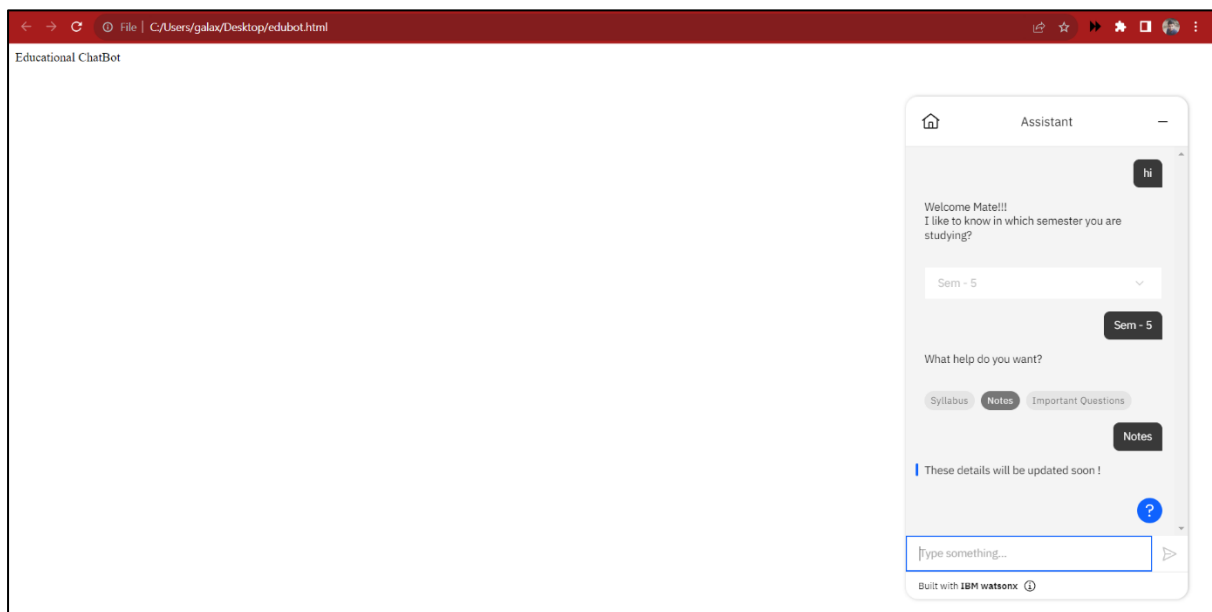 File | C:/Users/galax/Desktop/edubot.html
Educational ChatBot
Assistant
hi
Welcome Mate!!!
I like to know in which semester you are
studying?
Sem - 5
Sem - 5
What help do you want?
Syllabus Notes Important Questions
Notes
These details will be updated soon !
?
Type something...
Built with IBM watsonx